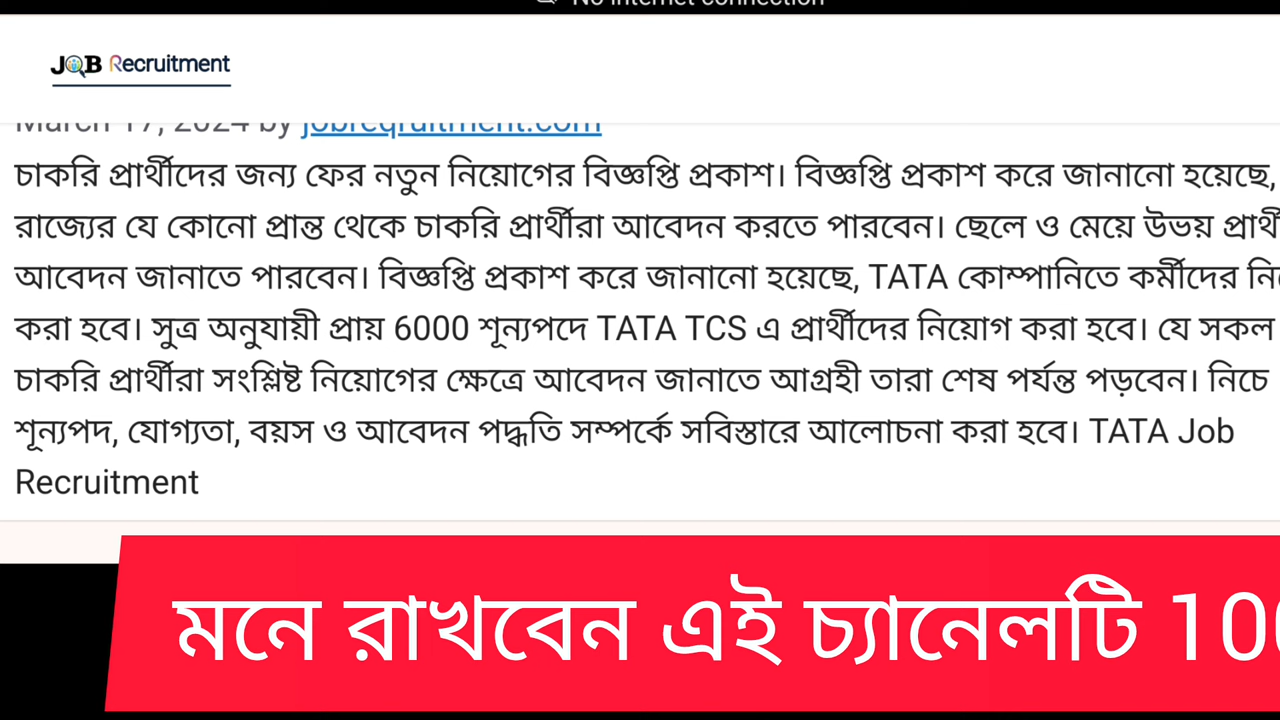 No internet connection
JOB Recruitment
March 17, 2024 by jobreqruitment.com
চাকরি প্রার্থীদের জন্য ফের নতুন নিয়োগের বিজ্ঞপ্তি প্রকাশ। বিজ্ঞপ্তি প্রকাশ করে জানানো হয়েছে,
রাজ্যের যে কোনো প্রান্ত থেকে চাকরি প্রার্থীরা আবেদন করতে পারবেন। ছেলে ও মেয়ে উভয়
আবেদন জানাতে পারবেন। বিজ্ঞপ্তি প্রকাশ করে জানানো হয়েছে, TATA কোম্পানিতে কর্মীদের
করা হবে। সুত্র অনুযায়ী প্রায় 6000 শূন্যপদে TATA TCS এ প্রার্থীদের নিয়োগ করা হবে। যে সকল
চাকরি প্রার্থীরা সংশ্লিষ্ট নিয়োগের ক্ষেত্রে আবেদন জানাতে আগ্রহী তারা শেষ পর্যন্ত পড়বেন। নিচে
শূন্যপদ, যোগ্যতা, বয়স ও আবেদন পদ্ধতি সম্পর্কে সবিস্তারে আলোচনা করা হবে। TATA Job
Recruitment
মনে রাখবেন এই চ্যানেলটি